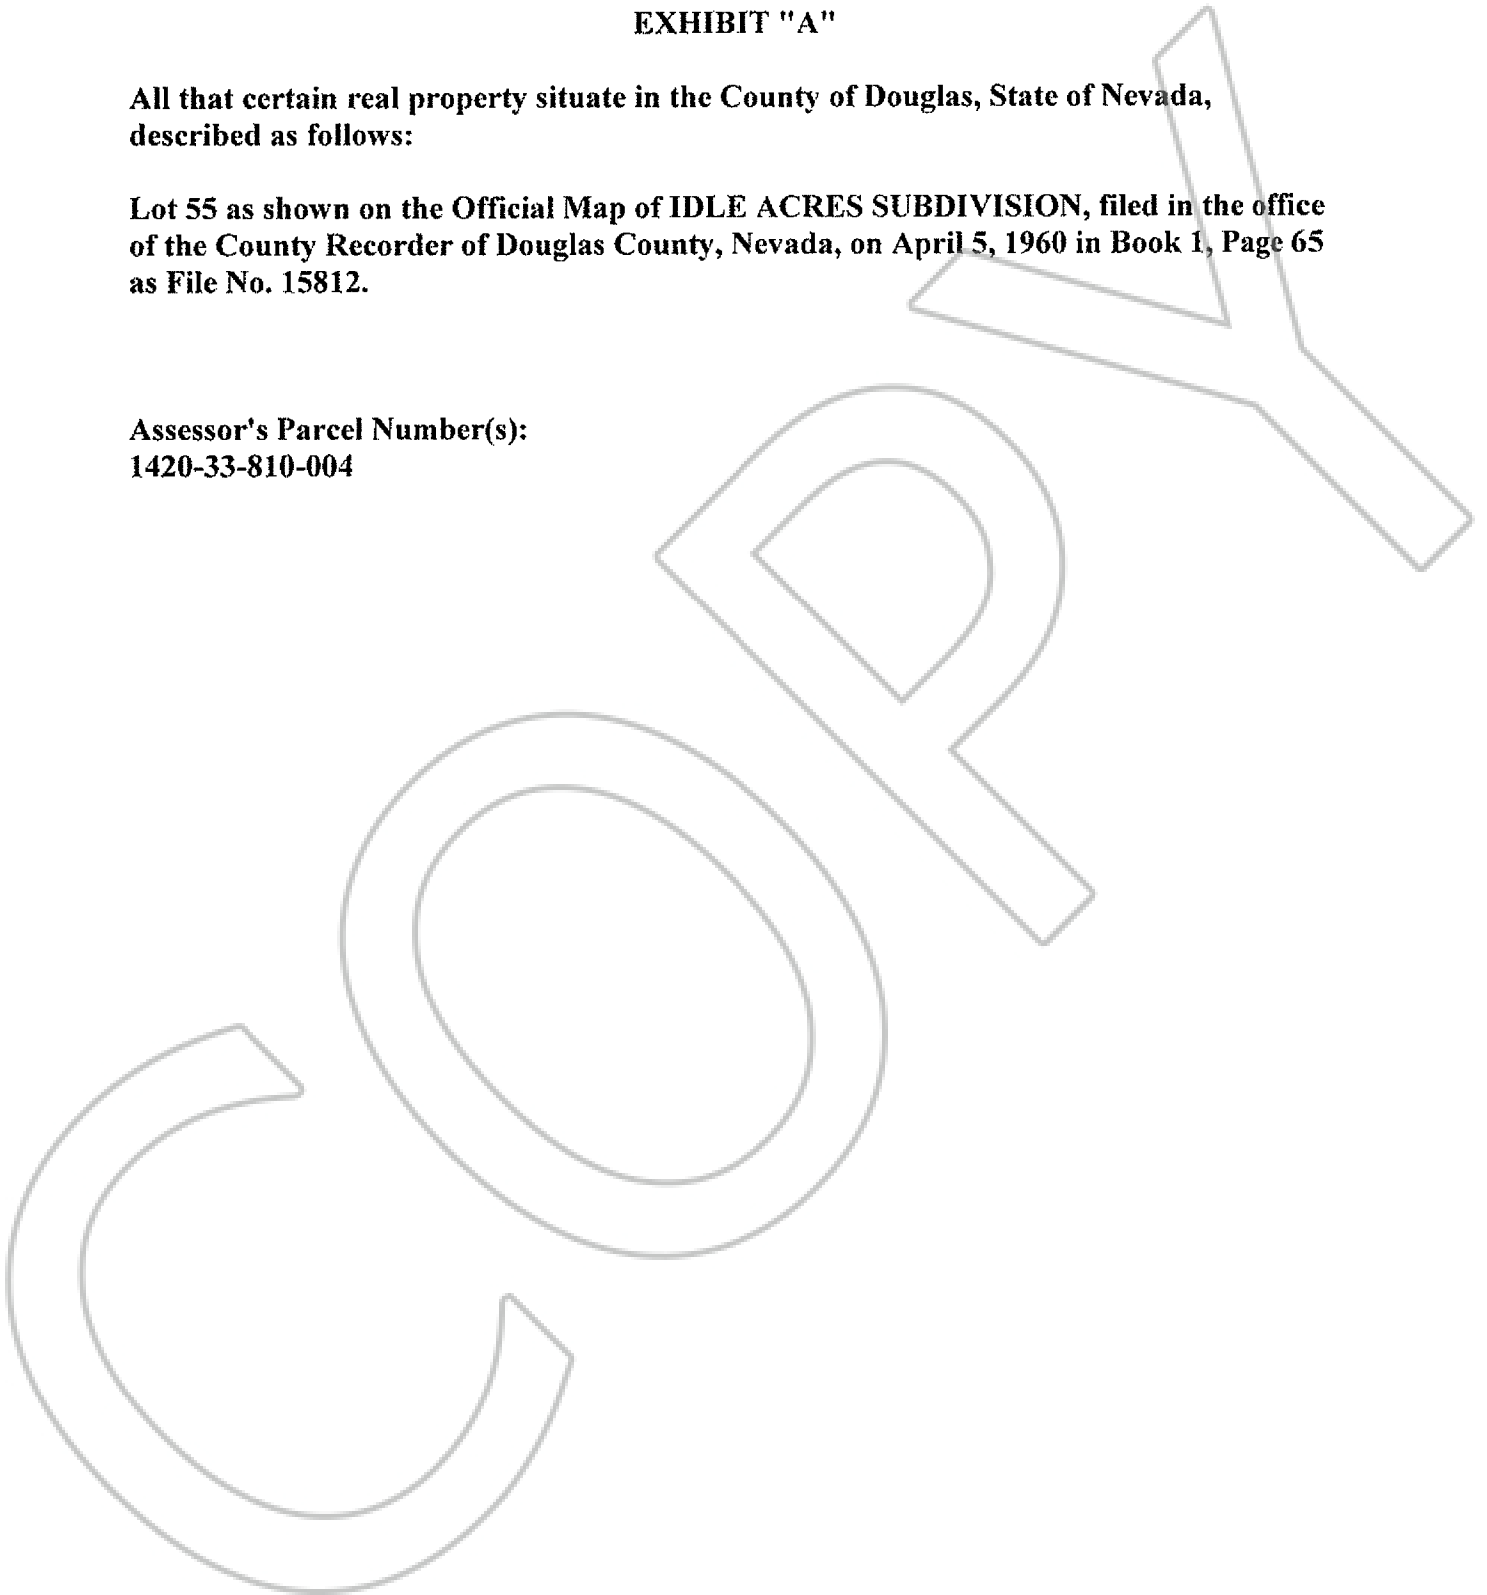 EXHIBIT "A"
All that certain real property situate in the County of Douglas, State of Nevada,
described as follows:
Lot 55 as shown on the Official Map of IDLE ACRES SUBDIVISION, filed in the office
of the County Recorder of Douglas County, Nevada, on April 5, 1960 in Book 1, Page 65
as File No. 15812.
Assessor's Parcel Number(s):
1420-33-810-004
COPY